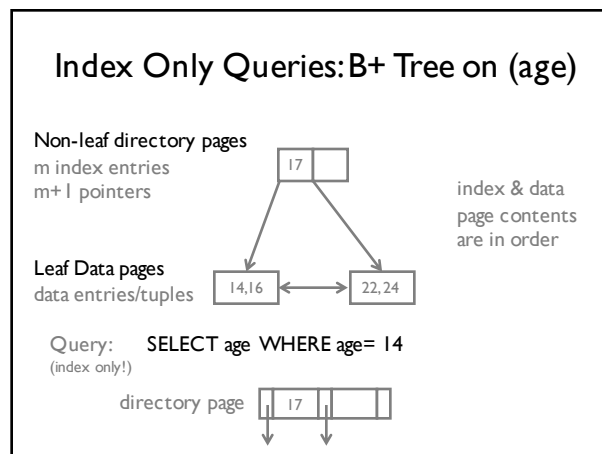 Index Only Queries: B+ Tree on (age)
Non-leaf directory pages
m index entries
m+1 pointers
17
index & data
page contents
are in order
Leaf Data pages
data entries/tuples
14,16
22,24
Query: SELECT age WHERE age= 14
(index only!)
directory page
17